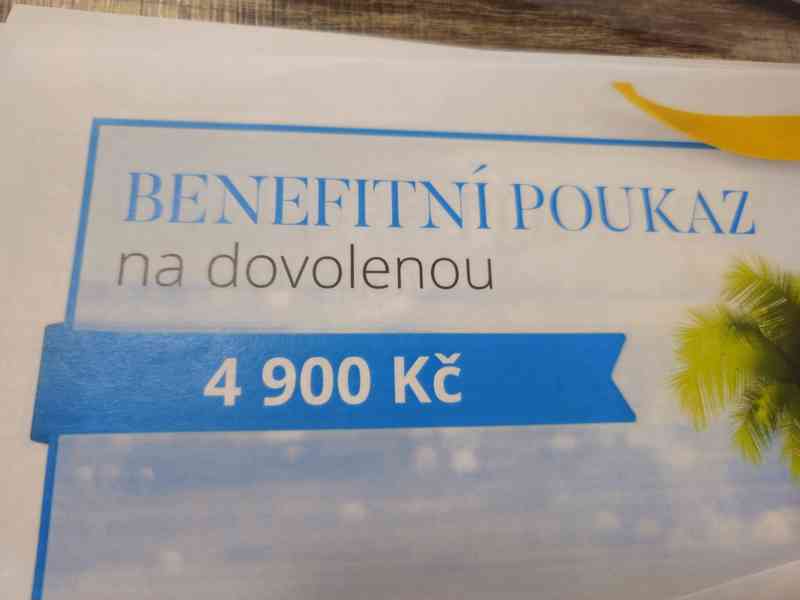 BENEFITNÍ POUKAZ
na dovolenou
4 900 Kč